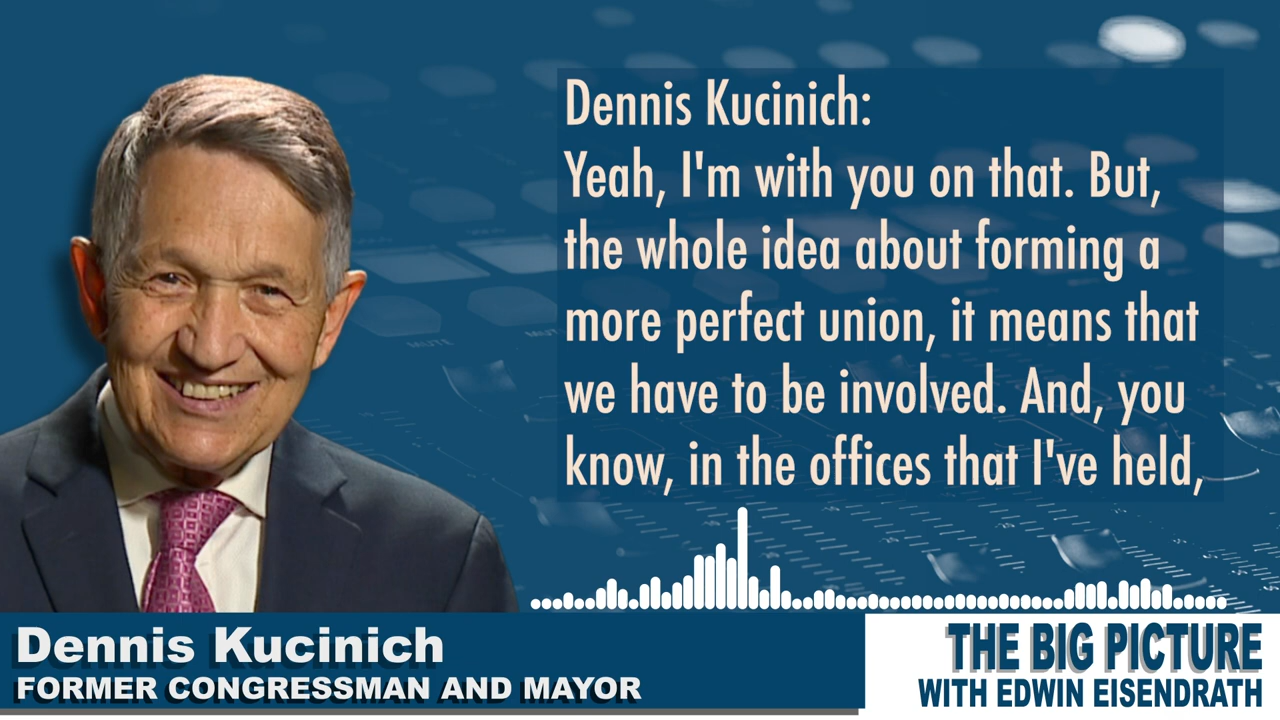 Dennis Kucinich:
Yeah, I'm with you on that. But,
the whole idea about forming a
more perfect union, it means that
we have to be involved. And, you
know, in the offices that I've held,
MUTE
Dennis Kucinich
FORMER CONGRESSMAN AND MAYOR
THE BIG PICTURE
WITH EDWIN EISENDRATH